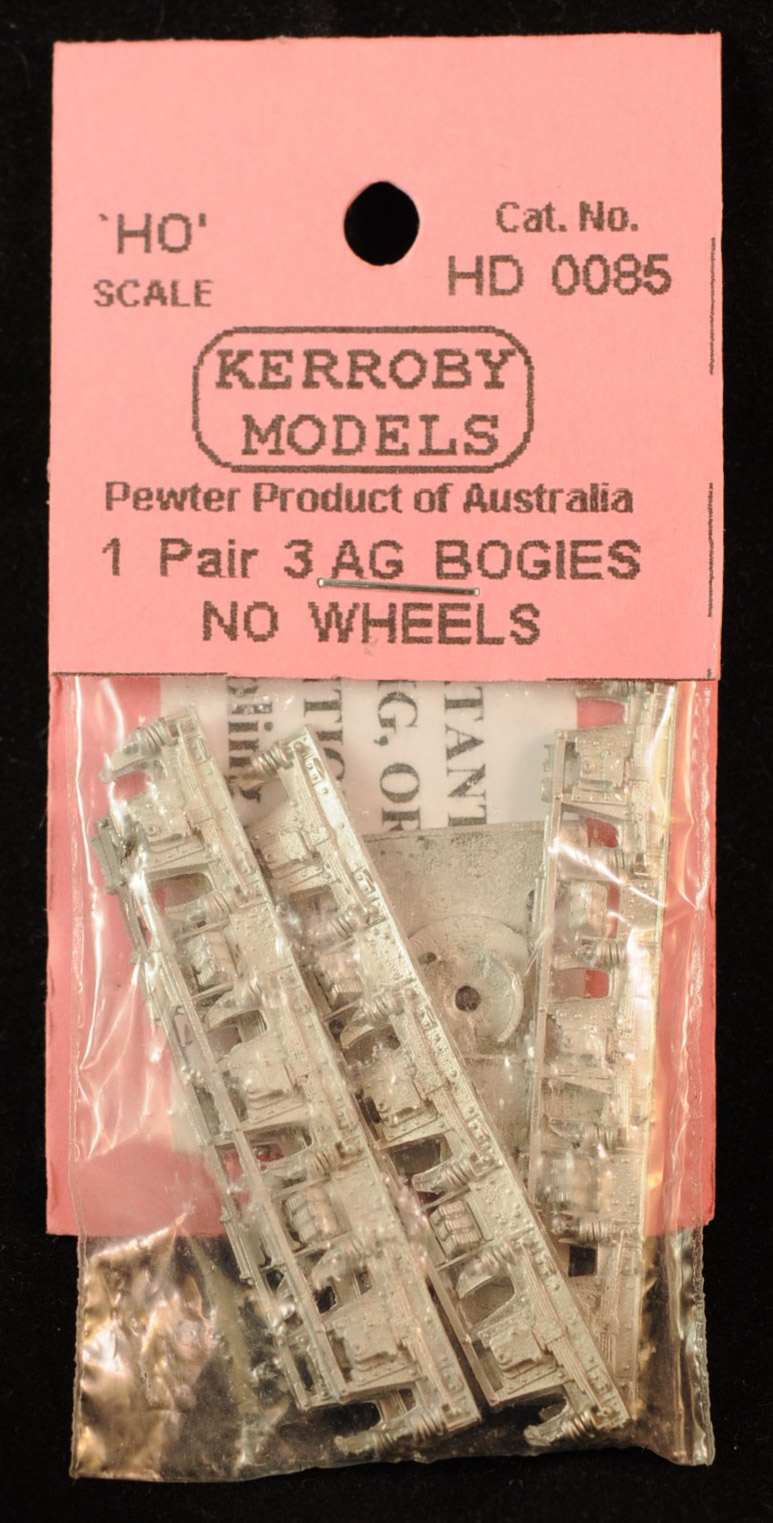 `HO'
SCALE
Cat. No.
HD 0085
KERROBY
MODELS
Pewter Product of Australia
1 Pair 3 AG BOGIES
NO WHEELS